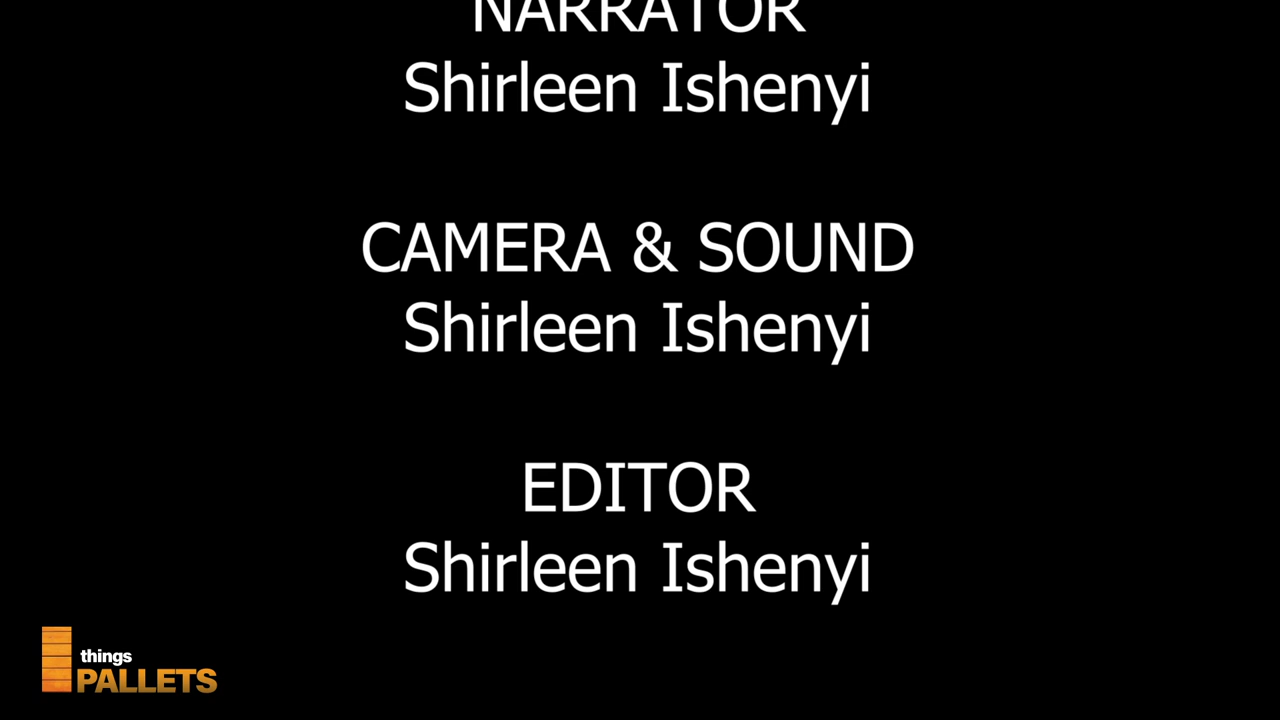 NARRATOR
Shirleen Ishenyi
CAMERA & SOUND
Shirleen Ishenyi
EDITOR
Shirleen Ishenyi
things
PALLETS